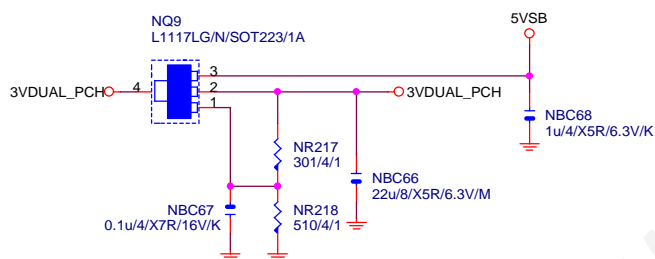 NQ9
L1117LG/N/SOT223/1A
5VSB
3VDUAL_PCH
4
3
2
1
3VDUAL_PCH
NBC68
1u/4/X5R/6.3V/K
NR217
301/4/1
NBC66
22u/8/X5R/6.3V/M
NBC67
0.1u/4/X7R/16V/K
NR218
510/4/1